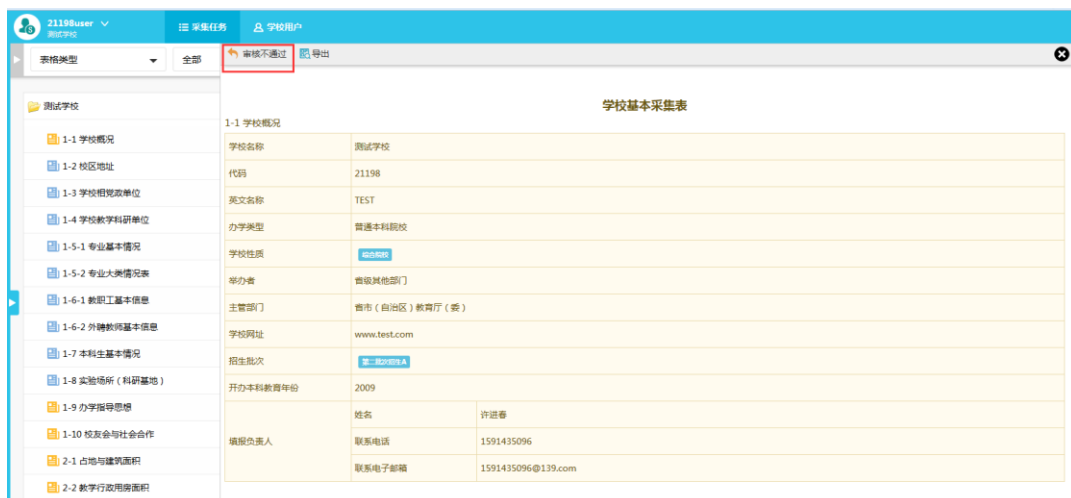 21198user
测试学校
采集任务
学校用户
表格类型
全部
审核不通过
导出
测试学校
1-1 学校概况
1-2 校区地址
1-3 学校相党政单位
1-4 学校教学科研单位
1-5-1 专业基本情况
1-5-2 专业大类情况表
1-6-1 教职工基本信息
1-6-2 外聘教师基本信息
1-7 本科生基本情况
1-8 实验场所 ( 科研基地 )
1-9 办学指导思想
1-10 校友会与社会合作
2-1 占地与建筑面积
2-2 教学行政用房面积
学校基本采集表
1-1 学校概况
学校名称 测试学校
代码 21198
英文名称 TEST
办学类型 普通本科院校
学校性质 综合院校
举办者 省级其他部门
主管部门 省市 ( 自治区 ) 教育厅 ( 委 )
学校网址 www.test.com
招生批次 第二批次招生A
开办本科教育年份 2009
填报负责人
姓名 许进春
联系电话 1591435096
联系电子邮箱 1591435096@139.com